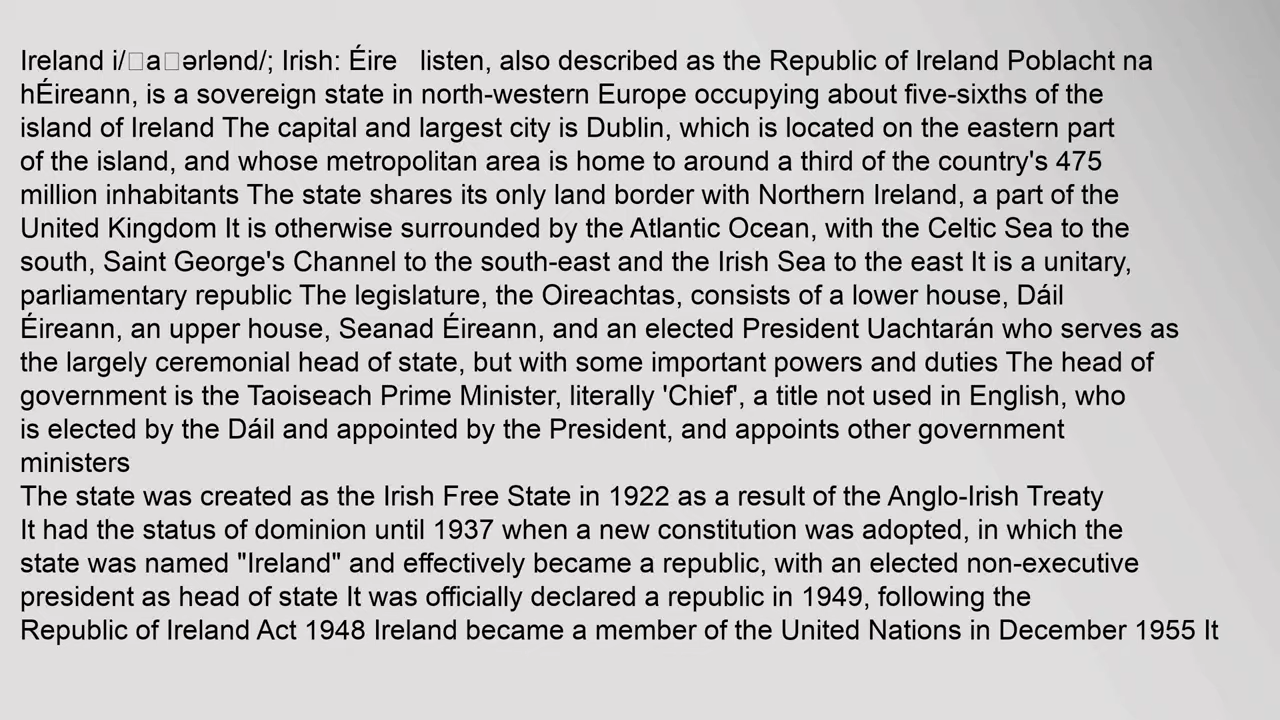 Ireland i/□a□ərlənd/; Irish: Éire   listen, also described as the Republic of Ireland Poblacht na
hÉireann, is a sovereign state in north-western Europe occupying about five-sixths of the
island of Ireland The capital and largest city is Dublin, which is located on the eastern part
of the island, and whose metropolitan area is home to around a third of the country's 475
million inhabitants The state shares its only land border with Northern Ireland, a part of the
United Kingdom It is otherwise surrounded by the Atlantic Ocean, with the Celtic Sea to the
south, Saint George's Channel to the south-east and the Irish Sea to the east It is a unitary,
parliamentary republic The legislature, the Oireachtas, consists of a lower house, Dáil
Éireann, an upper house, Seanad Éireann, and an elected President Uachtarán who serves as
the largely ceremonial head of state, but with some important powers and duties The head of
government is the Taoiseach Prime Minister, literally 'Chief', a title not used in English, who
is elected by the Dáil and appointed by the President, and appoints other government
ministers
The state was created as the Irish Free State in 1922 as a result of the Anglo-Irish Treaty
It had the status of dominion until 1937 when a new constitution was adopted, in which the
state was named "Ireland" and effectively became a republic, with an elected non-executive
president as head of state It was officially declared a republic in 1949, following the
Republic of Ireland Act 1948 Ireland became a member of the United Nations in December 1955 It